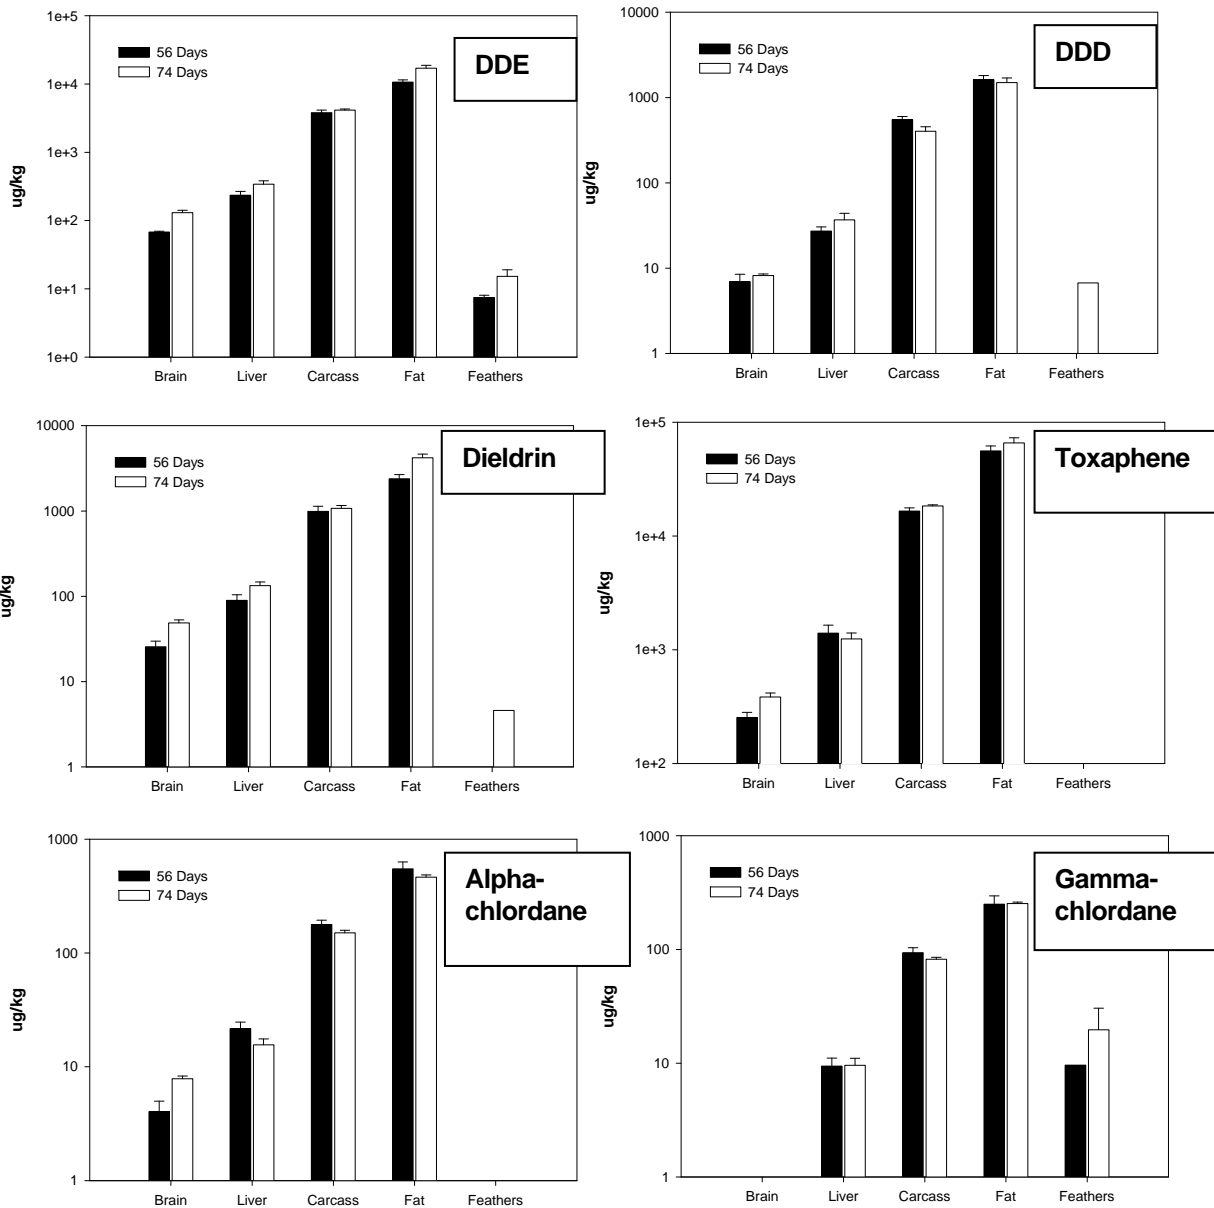 1e+5
1e+4
1e+3
1e+2
1e+1
1e+0
ug/kg
56 Days
74 Days
DDE
Brain Liver Carcass Fat Feathers
10000
1000
100
10
1
ug/kg
56 Days
74 Days
DDD
Brain Liver Carcass Fat Feathers
10000
1000
100
10
1
ug/kg
56 Days
74 Days
Dieldrin
Brain Liver Carcass Fat Feathers
1e+5
1e+4
1e+3
1e+2
ug/kg
56 Days
74 Days
Toxaphene
Brain Liver Carcass Fat Feathers
1000
100
10
1
ug/kg
56 Days
74 Days
Alpha-
chlordane
Brain Liver Carcass Fat Feathers
1000
100
10
1
ug/kg
56 Days
74 Days
Gamma-
chlordane
Brain Liver Carcass Fat Feathers